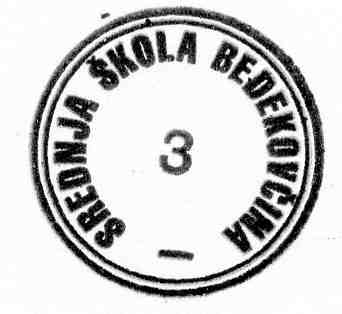 SREDNJA ŠKOLA BEDEKOVČINA
3